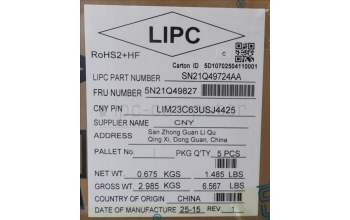 LIPC
RoHS2+HF
C
Carton ID 5D10702504110001
LIPC PART NUMBER SN21Q49724AA
FRU NUMBER 5N21Q49827
CNY P/N LIM23C63USJ4425
SUPPLIER NAME CNY
ADDRESS San Zhong Guan Li Qu
Qing Xi, Dong Guan, China
PALLET No. PKG Q'TY 5 PCS
NET WT. 0.675 KGS 1.485 LBS
GROSS WT. 2.985 KGS 6.567 LBS
COUNTRY OF ORIGIN CHINA
DATE OF MANUFACTURE 25-15 REV 1